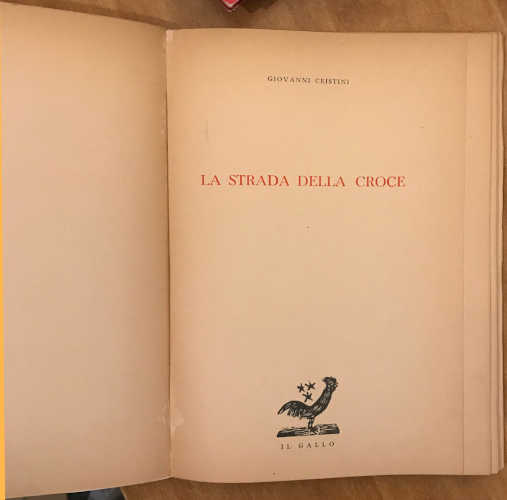 GIOVANNI CRISTINI
LA STRADA DELLA CROCE
IL GALLO